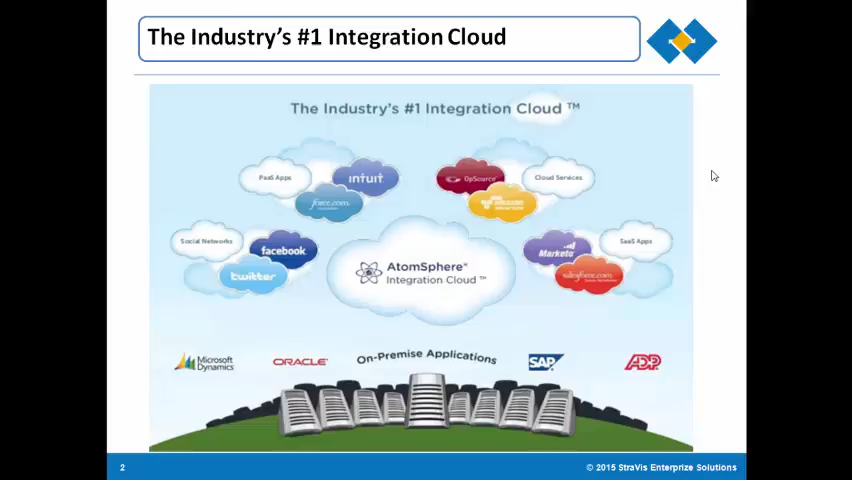 The Industry's #1 Integration Cloud
The Industry's #1 Integration Cloud ™
PaaS Apps
intuit
force.com
OpSource
Cloud Services
amazon
Social Networks
facebook
twitter
AtomSphere®
Integration Cloud ™
Marketo
SaaS Apps
salesforce.com
Microsoft
Dynamics
ORACLE
On-Premise Applications
SAP
ADP
2
© 2015 StraVis Enterprize Solutions